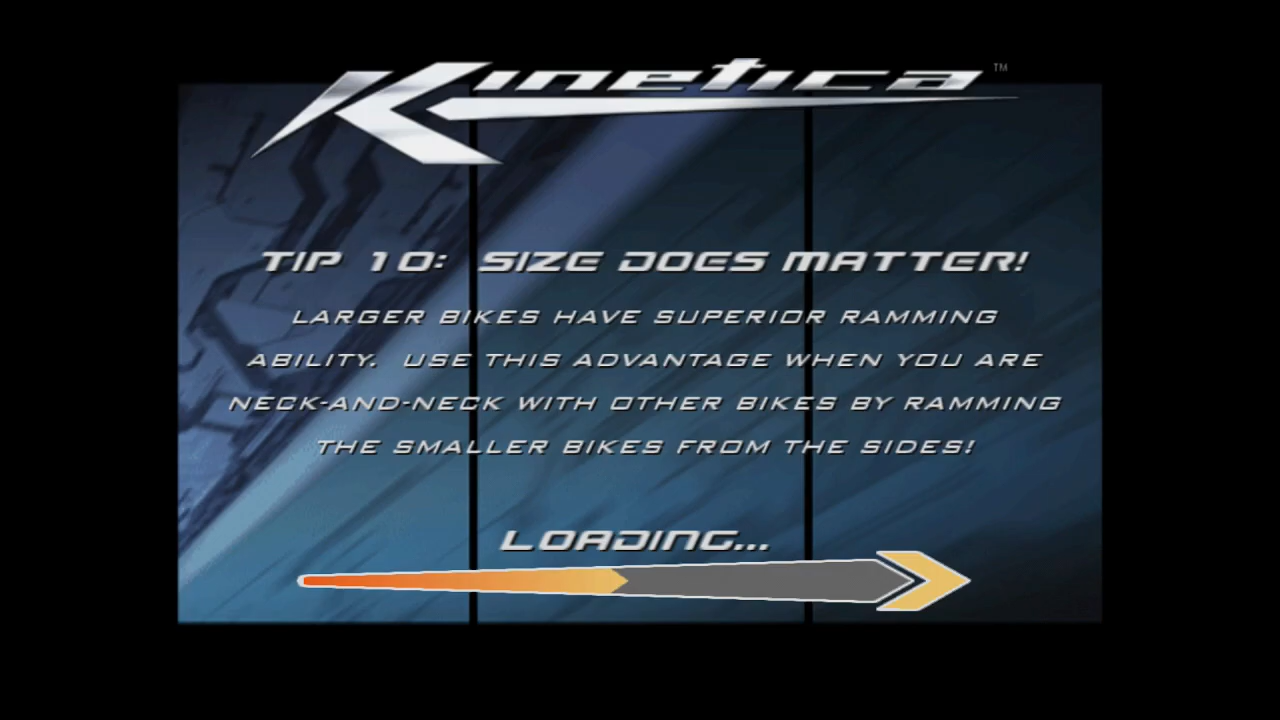 Kinetica™
TIP 10: SIZE DOES MATTER!
LARGER BIKES HAVE SUPERIOR RAMMING
ABILITY. USE THIS ADVANTAGE WHEN YOU ARE
NECK-AND-NECK WITH OTHER BIKES BY RAMMING
THE SMALLER BIKES FROM THE SIDES!
LOADING...